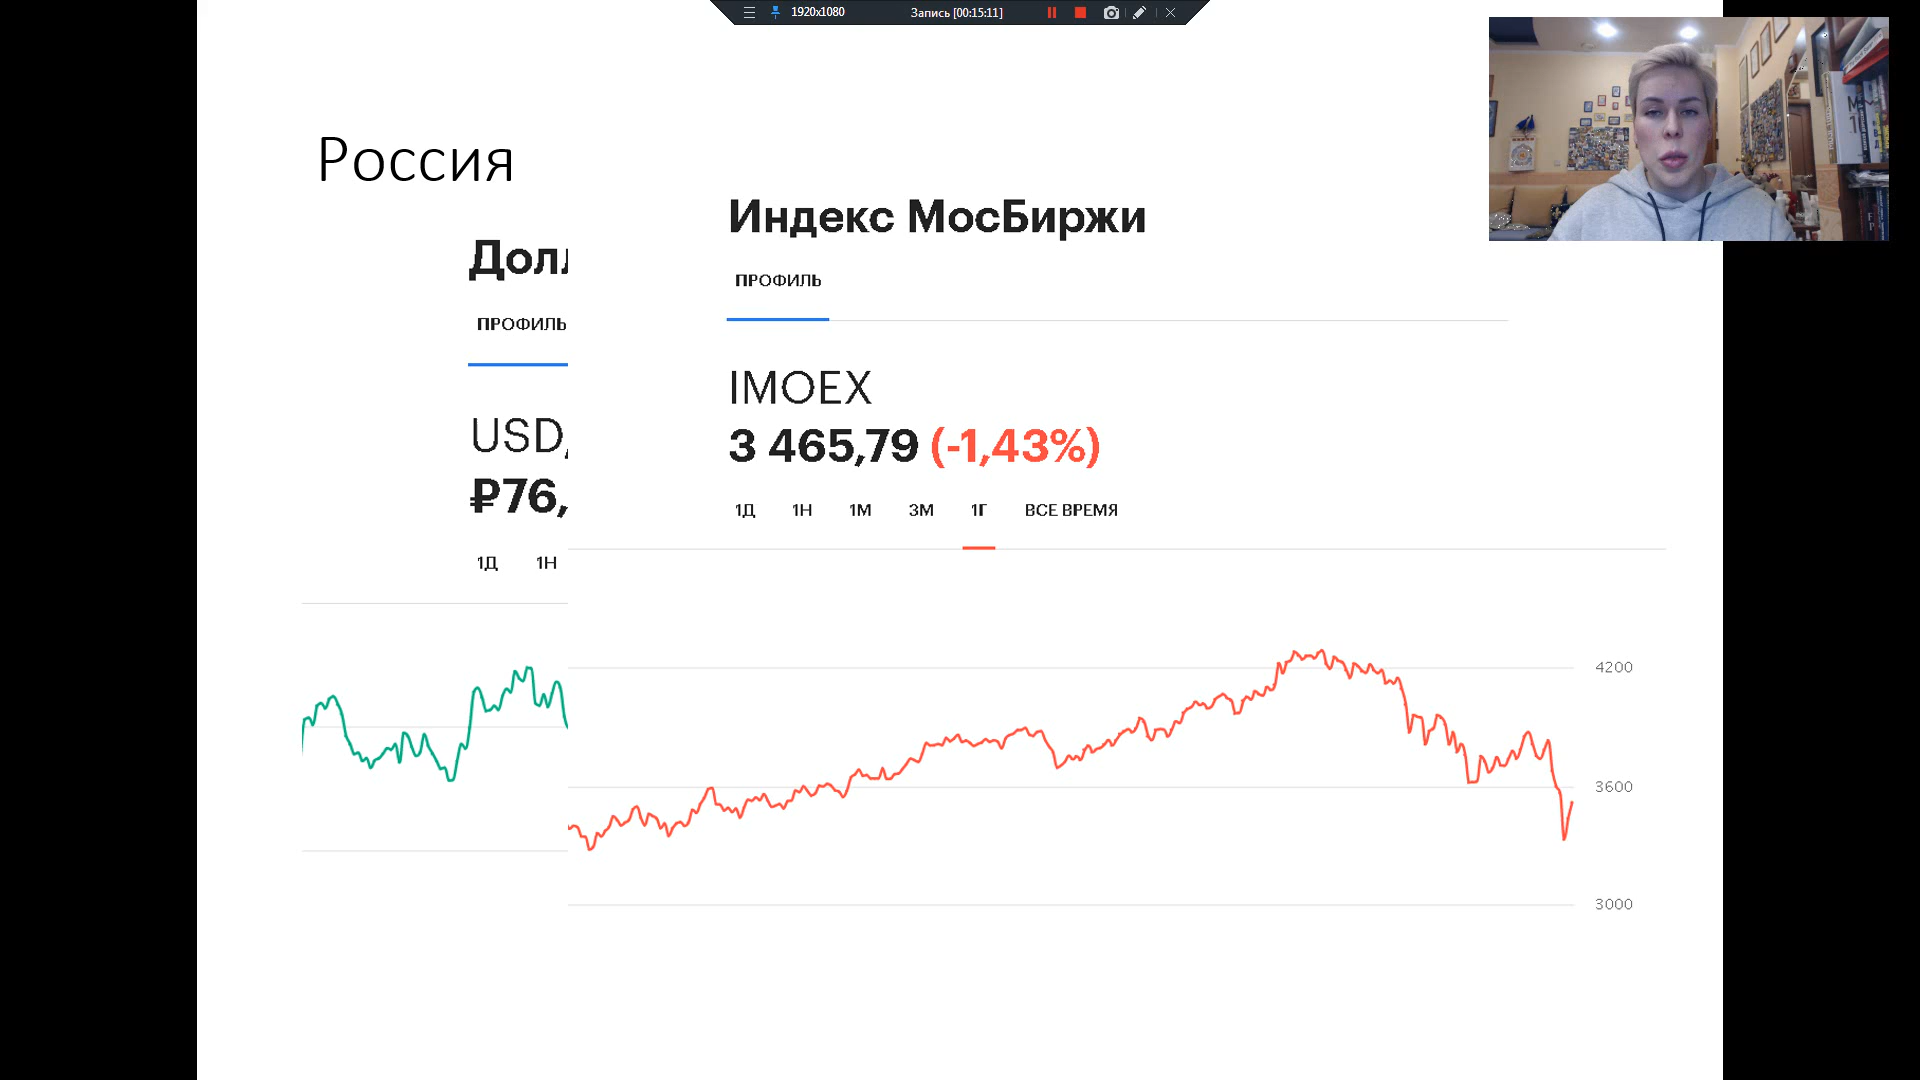 1920x1080 Запись [00:15:11]
Россия
Индекс МосБиржи
Дол
ПРОФИЛЬ
ПРОФИЛЬ
IMOEX
3 465,79 (-1,43%)
USD,
₽76,
1Д 1Н 1М 3М 1Г ВСЕ ВРЕМЯ
1Д 1Н
4200
3600
3000